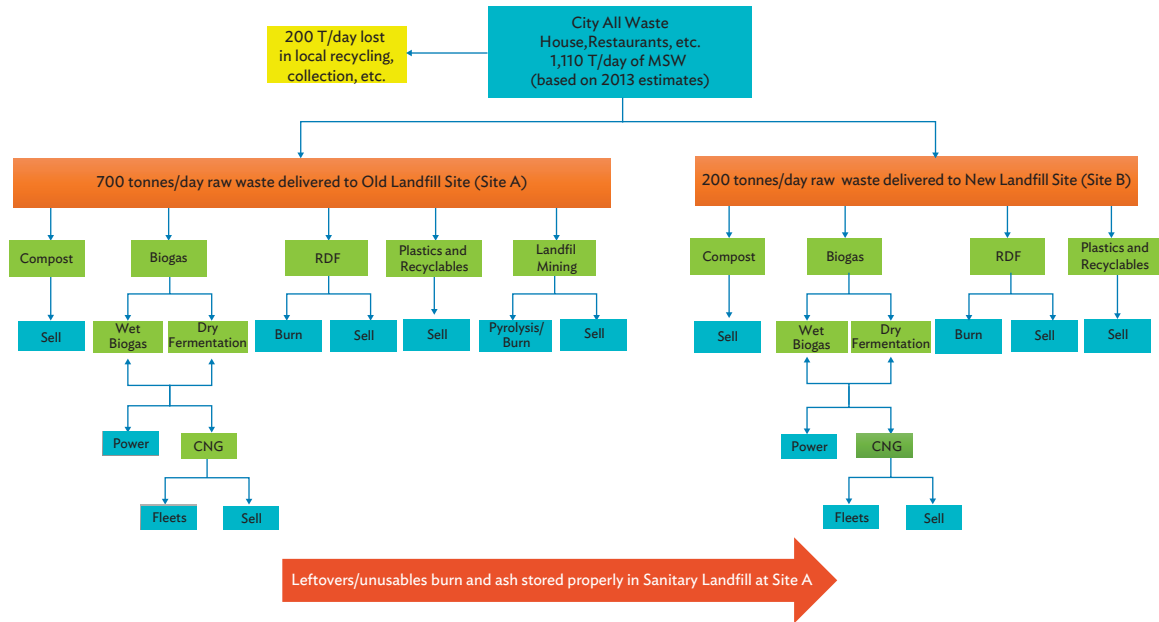 200 T/day lost
in local recycling,
collection, etc.
City All Waste
House,Restaurants, etc.
1,110 T/day of MSW
(based on 2013 estimates)
700 tonnes/day raw waste delivered to Old Landfill Site (Site A)
200 tonnes/day raw waste delivered to New Landfill Site (Site B)
Compost
Biogas
RDF
Plastics and
Recyclables
Landfil
Mining
Sell
Wet
Biogas
Dry
Fermentation
Burn
Sell
Sell
Pyrolysis/
Burn
Sell
Power
CNG
Fleets
Sell
Compost
Biogas
RDF
Plastics and
Recyclables
Sell
Wet
Biogas
Dry
Fermentation
Burn
Sell
Sell
Power
CNG
Fleets
Sell
Leftovers/unusables burn and ash stored properly in Sanitary Landfill at Site A